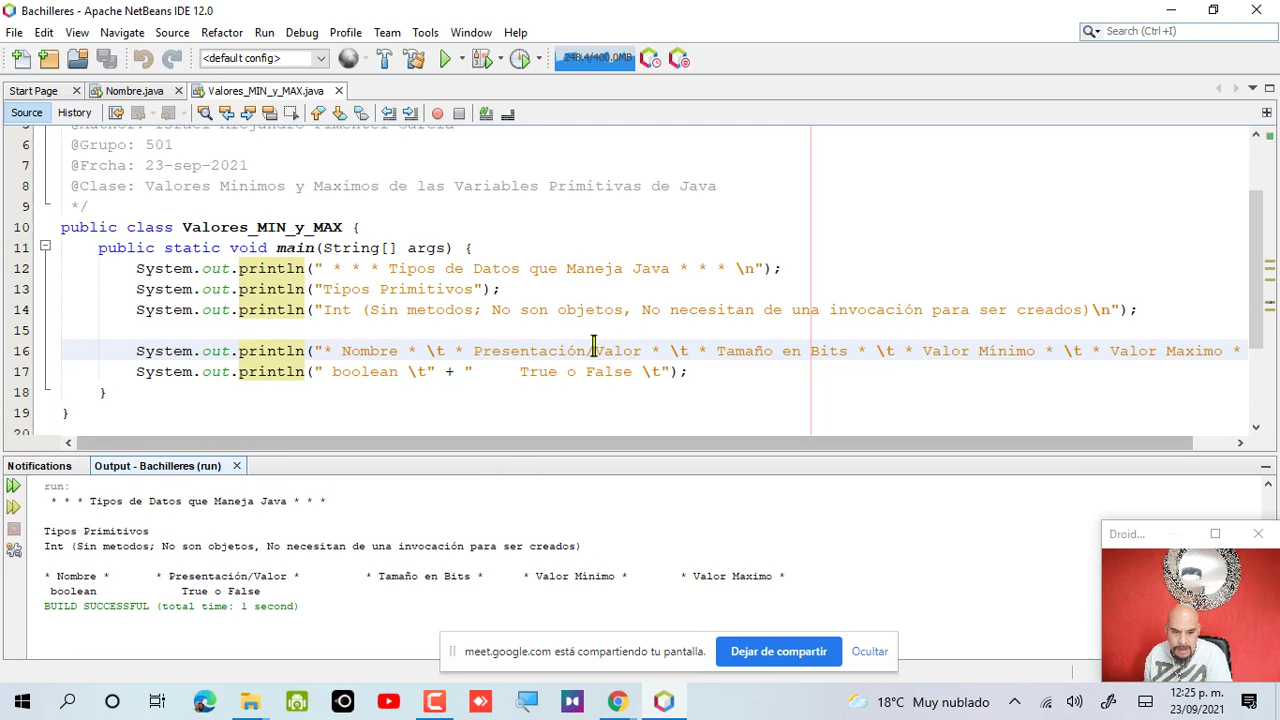 Bachilleres - Apache NetBeans IDE 12.0
File Edit View Navigate Source Refactor Run Debug Profile Team Tools Window Help
Search (Ctrl+I)
<default config>
248.4/400.0MB
Start Page
Nombre.java
Valores_MIN_y_MAX.java
Source History
6 @Grupo: 501
7 @Frcha: 23-sep-2021
8 @Clase: Valores Minimos y Maximos de las Variables Primitivas de Java
9 */
10 public class Valores_MIN_y_MAX {
11 public static void main(String[] args) {
12 System.out.println(" * * * Tipos de Datos que Maneja Java * * * \n");
13 System.out.println("Tipos Primitivos");
14 System.out.println("Int (Sin metodos; No son objetos, No necesitan de una invocación para ser creados)\n");
15
16 System.out.println("* Nombre * \t * Presentación/Valor * \t * Tamaño en Bits * \t * Valor Mínimo * \t * Valor Maximo *
17 System.out.println(" boolean \t" + "     True o False \t");
18 }
19 }
20
Notifications
Output - Bachilleres (run)
run:
* * * Tipos de Datos que Maneja Java * * *
Tipos Primitivos
Int (Sin metodos; No son objetos, No necesitan de una invocación para ser creados)
* Nombre * * Presentación/Valor * * Tamaño en Bits * * Valor Mínimo * * Valor Maximo *
boolean True o False
BUILD SUCCESSFUL (total time: 1 second)
Droid...
meet.google.com está compartiendo tu pantalla.
Dejar de compartir
Ocultar
18°C Muy nublado
12:25 p. m.
23/09/2021